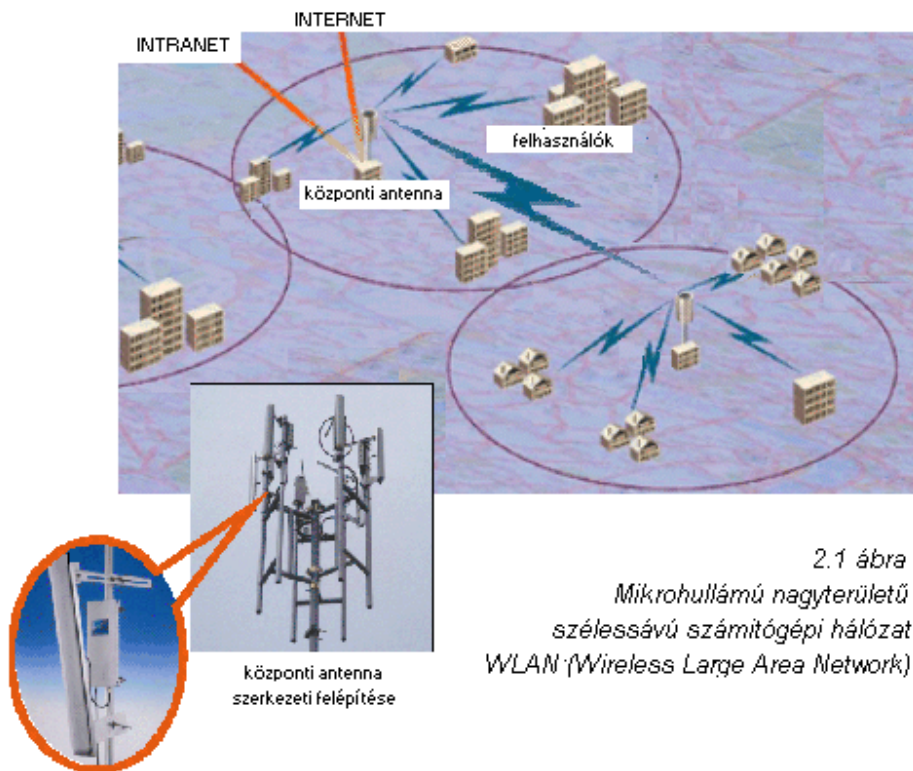 INTERNET
INTRANET
felhasználók
központi antenna
2.1 ábra
Mikrohullámú nagyterületű
szélessávú számítógépi hálózat
WLAN (Wireless Large Area Network)
központi antenna
szerkezeti felépítése